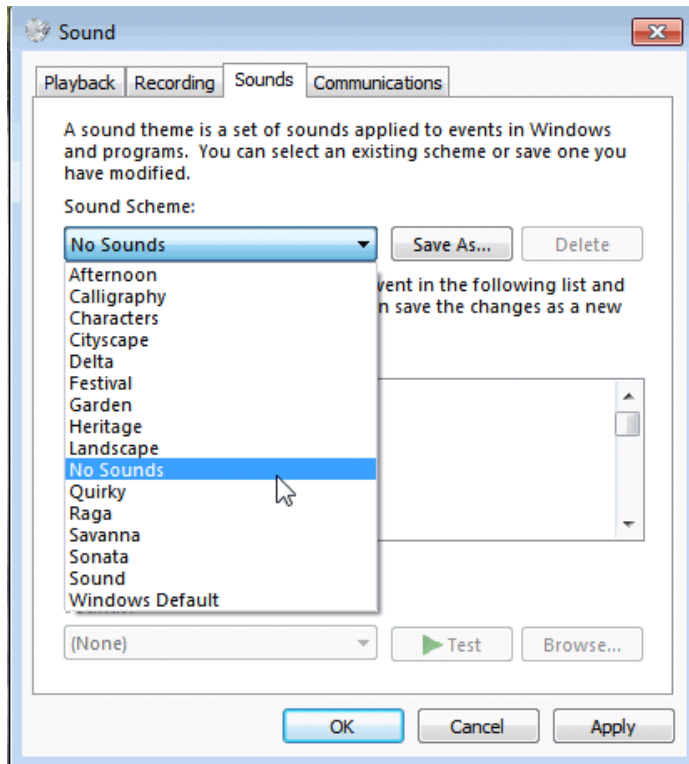 Sound
Playback Recording Sounds Communications
A sound theme is a set of sounds applied to events in Windows
and programs. You can select an existing scheme or save one you
have modified.
Sound Scheme:
No Sounds Save As... Delete
Afternoon
Calligraphy
Characters
Cityscape
Delta
Festival
Garden
Heritage
Landscape
No Sounds
Quirky
Raga
Savanna
Sonata
Sound
Windows Default
vent in the following list and
n save the changes as a new
(None) Test Browse...
OK Cancel Apply